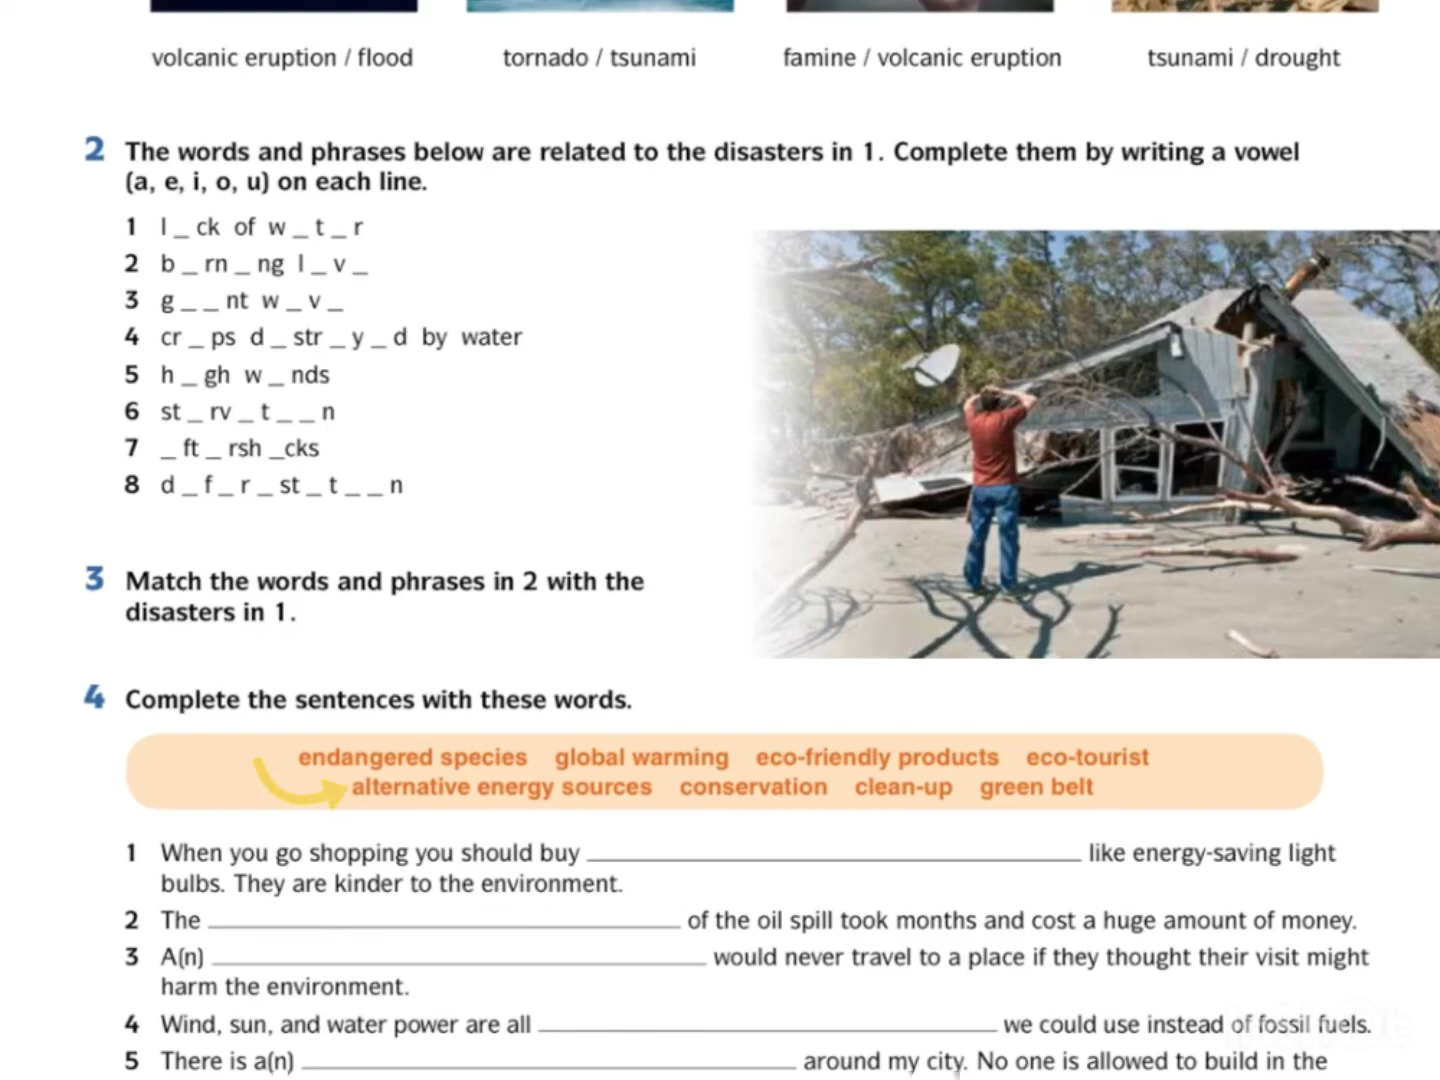 volcanic eruption / flood    tornado / tsunami    famine / volcanic eruption    tsunami / drought
2 The words and phrases below are related to the disasters in 1. Complete them by writing a vowel
(a, e, i, o, u) on each line.
1 l _ ck of w _ t _ r
2 b _ rn _ ng l _ v _
3 g _ _ nt w _ v _
4 cr _ ps d _ str _ y _ d by water
5 h _ gh w _ nds
6 st _ rv _ t _ _ n
7 _ ft _ rsh _cks
8 d _ f _ r _ st _ t _ _ n
3 Match the words and phrases in 2 with the
disasters in 1.
4 Complete the sentences with these words.
endangered species    global warming    eco-friendly products    eco-tourist
alternative energy sources    conservation    clean-up    green belt
1 When you go shopping you should buy ____________ like energy-saving light
bulbs. They are kinder to the environment.
2 The ____________ of the oil spill took months and cost a huge amount of money.
3 A(n) ____________ would never travel to a place if they thought their visit might
harm the environment.
4 Wind, sun, and water power are all ____________ we could use instead of fossil fuels.
5 There is a(n) ____________ around my city. No one is allowed to build in the